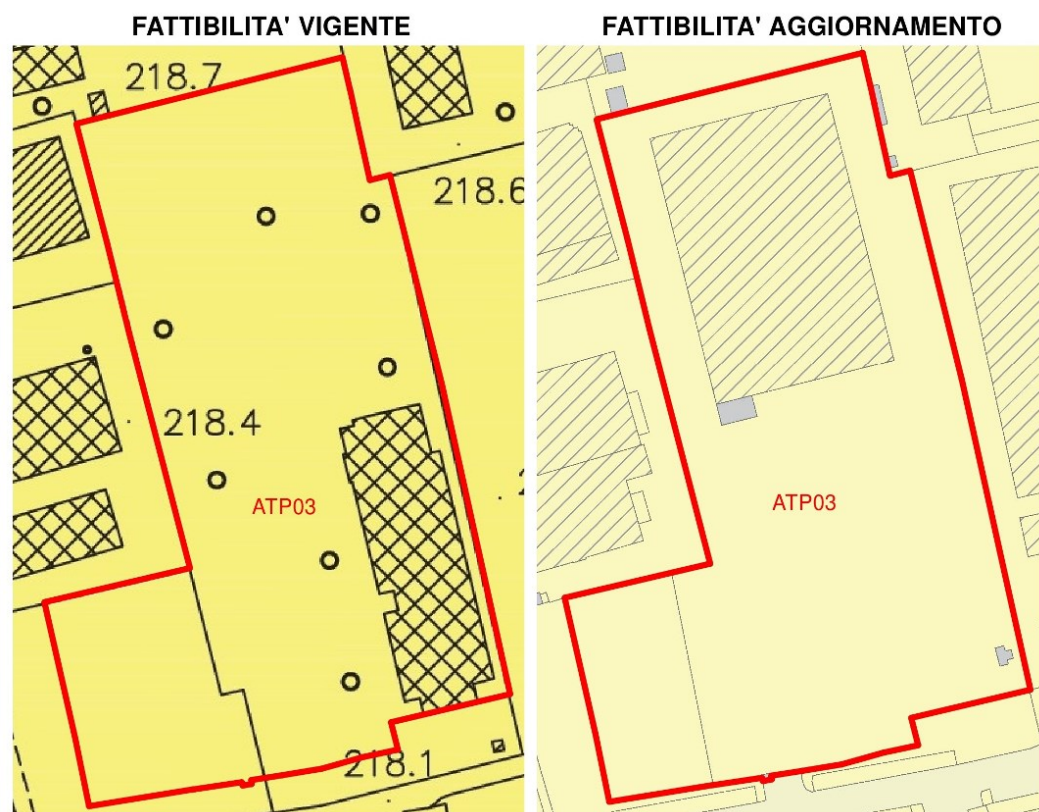 FATTIBILITA' VIGENTE
FATTIBILITA' AGGIORNAMENTO
218.7
218.6
218.4
ATP03
ATP03
218.1